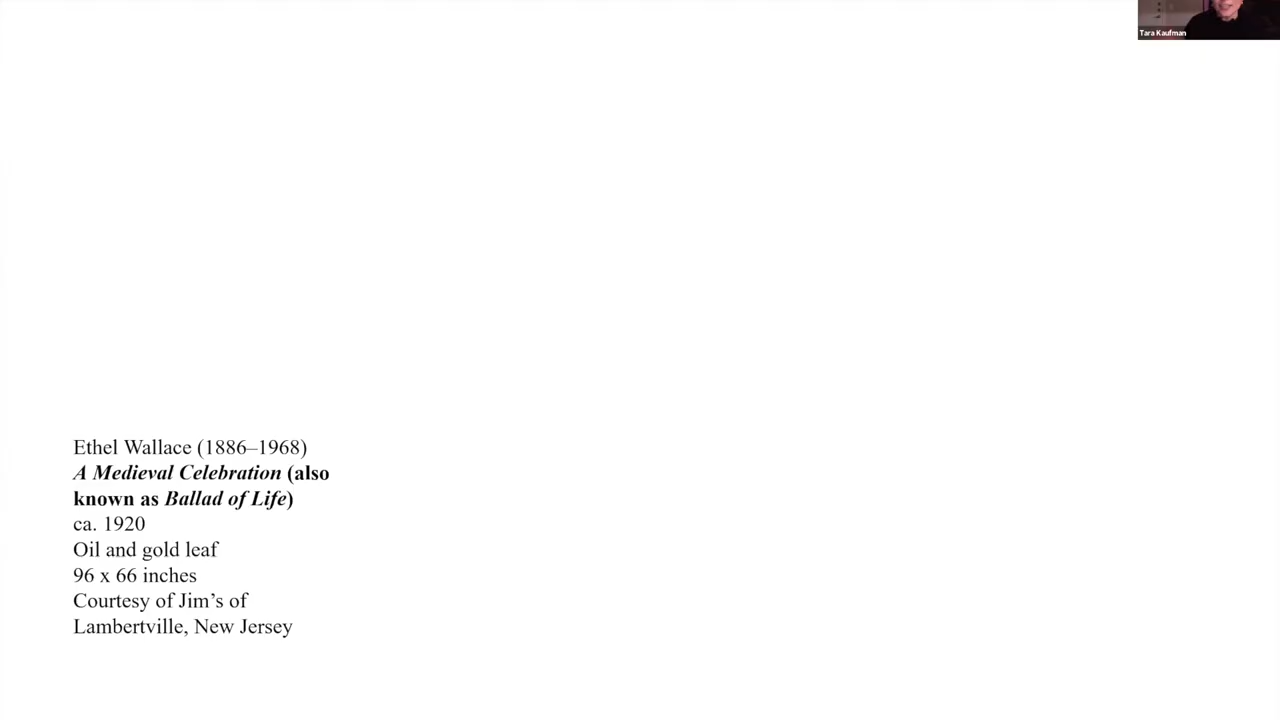 Tara Kaufman
Ethel Wallace (1886–1968)
A Medieval Celebration (also
known as Ballad of Life)
ca. 1920
Oil and gold leaf
96 x 66 inches
Courtesy of Jim’s of
Lambertville, New Jersey